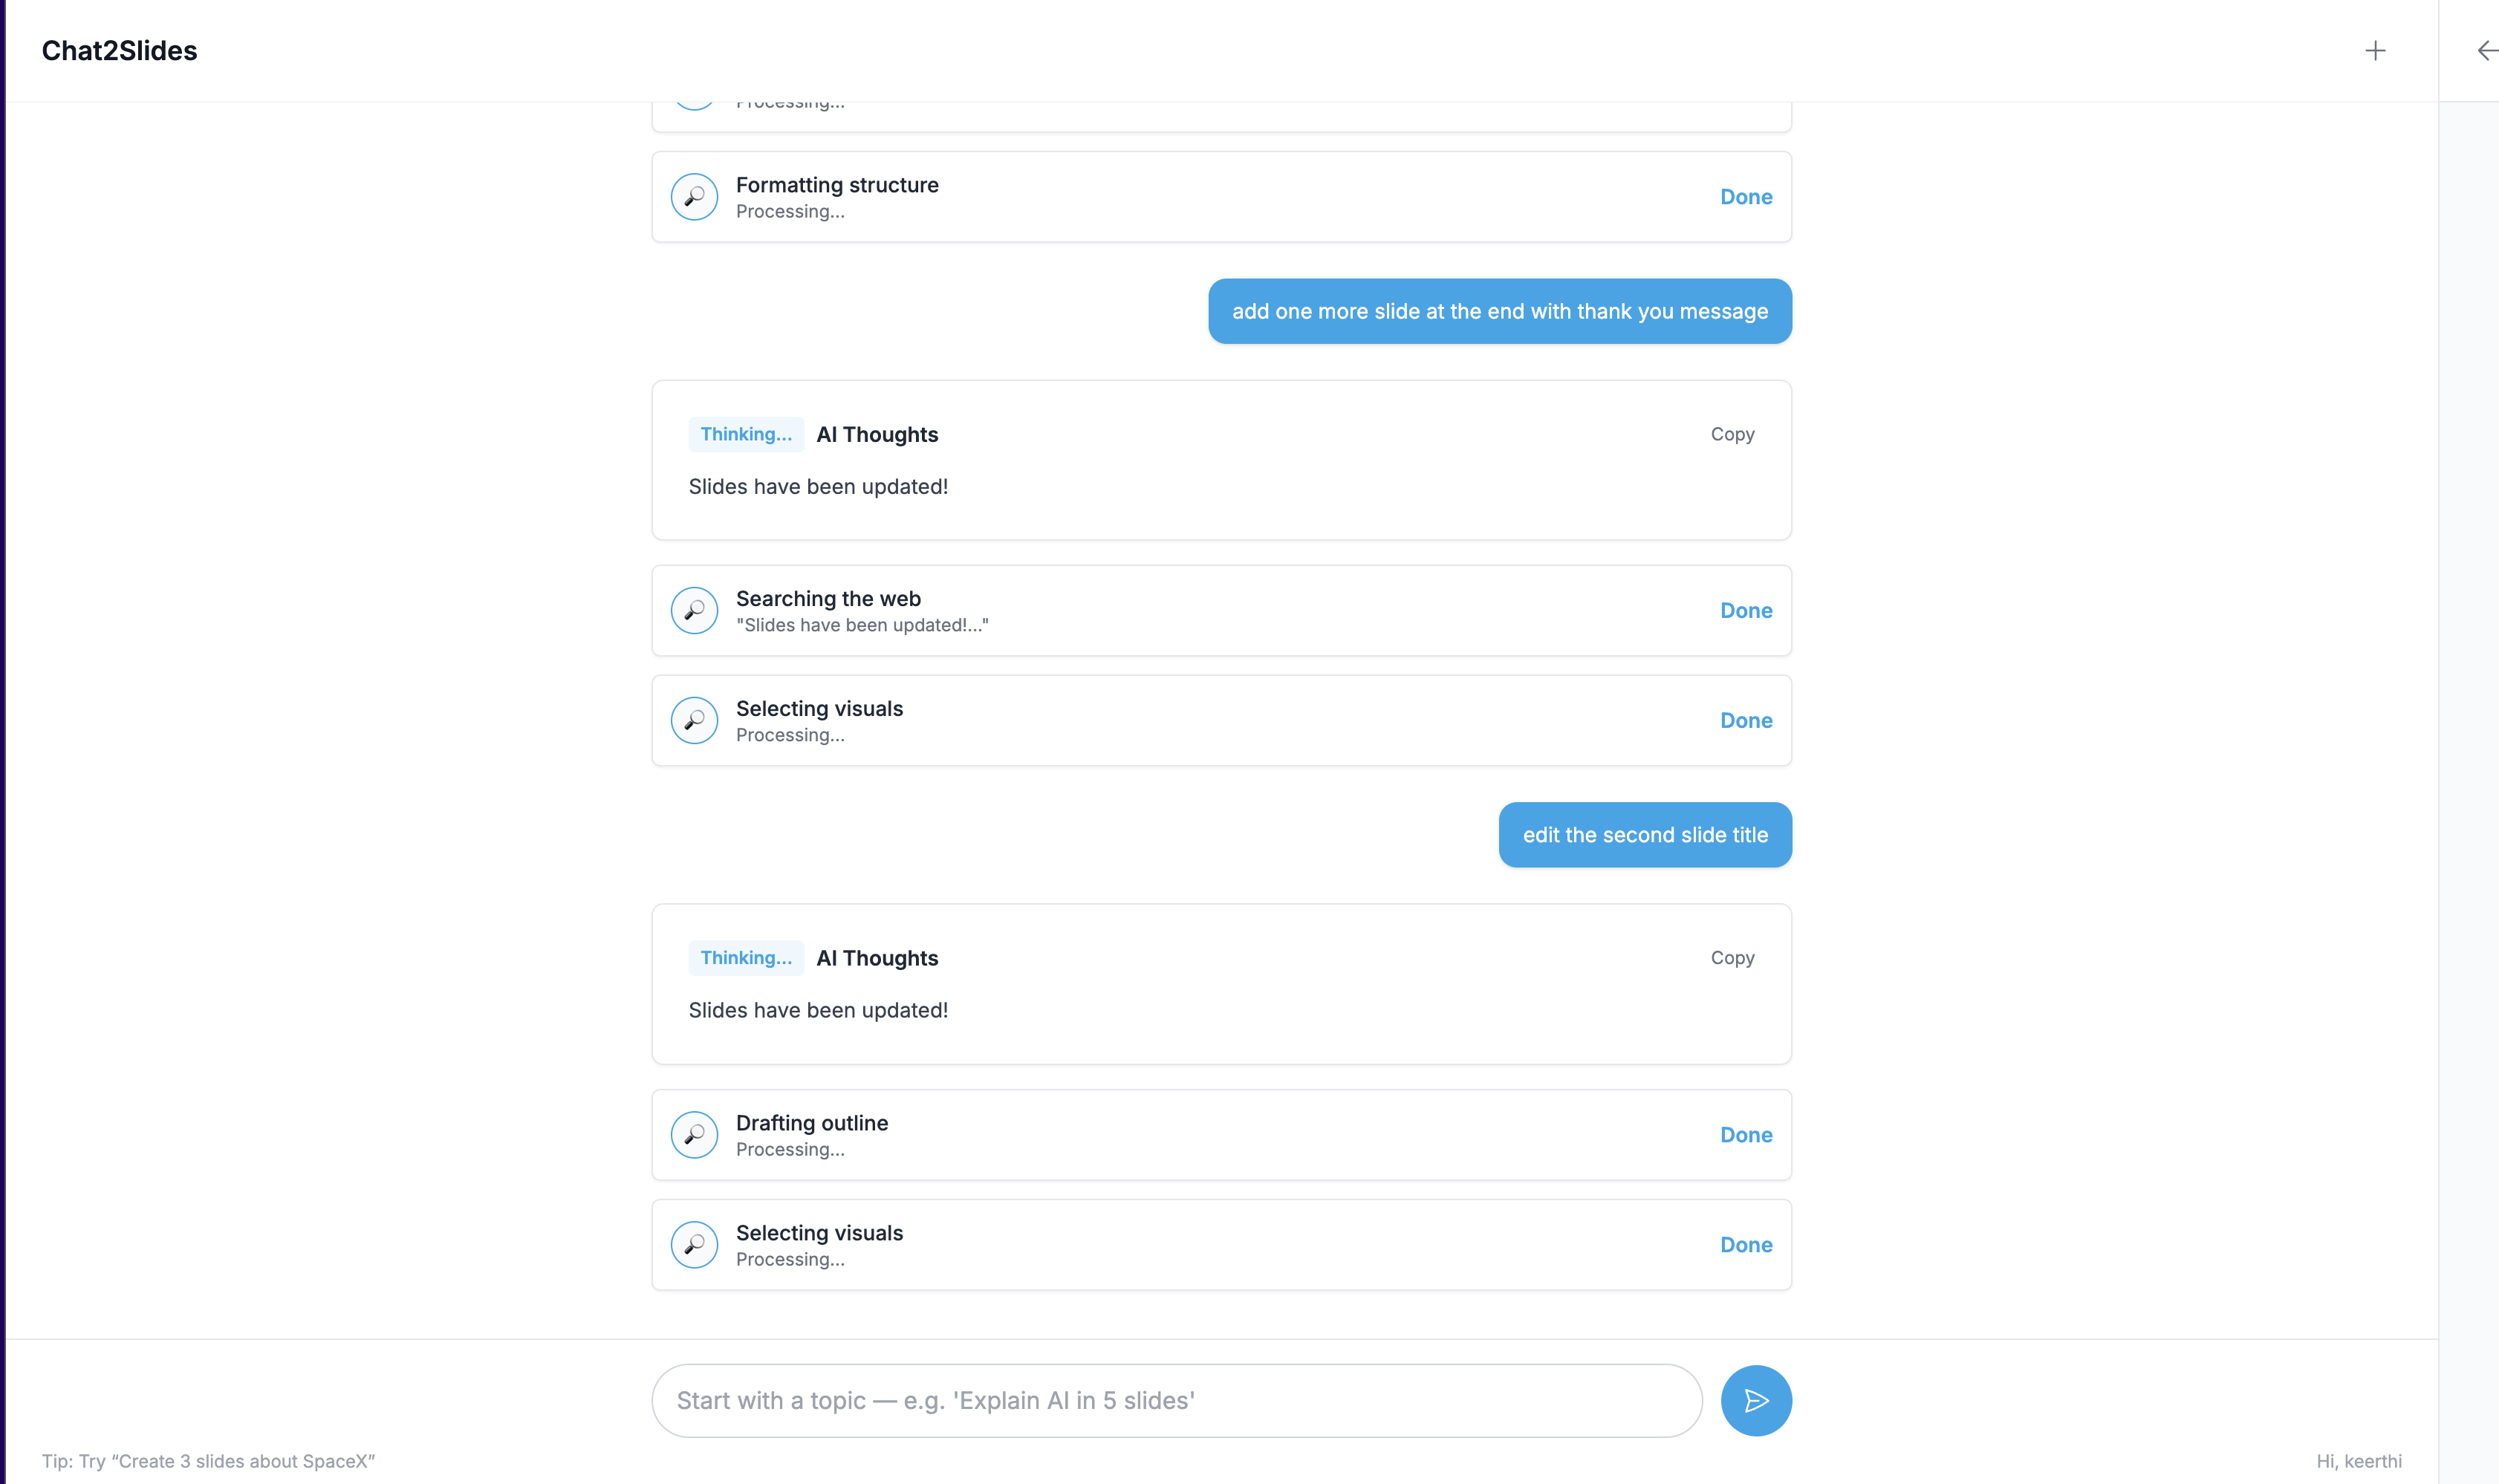 Chat2Slides
Processing...
Formatting structure
Processing...
Done
add one more slide at the end with thank you message
Thinking...
AI Thoughts
Copy
Slides have been updated!
Searching the web
"Slides have been updated!..."
Done
Selecting visuals
Processing...
Done
edit the second slide title
Thinking...
AI Thoughts
Copy
Slides have been updated!
Drafting outline
Processing...
Done
Selecting visuals
Processing...
Done
Start with a topic — e.g. 'Explain AI in 5 slides'
Tip: Try “Create 3 slides about SpaceX”
Hi, keerthi